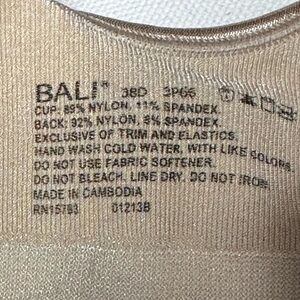 BALI® 38D 3P66
CUP: 89% NYLON, 11% SPANDEX.
BACK: 92% NYLON, 8% SPANDEX.
EXCLUSIVE OF TRIM AND ELASTICS.
HAND WASH COLD WATER, WITH LIKE COLORS.
DO NOT USE FABRIC SOFTENER.
DO NOT BLEACH. LINE DRY. DO NOT IRON.
MADE IN CAMBODIA
RN15763 01213B